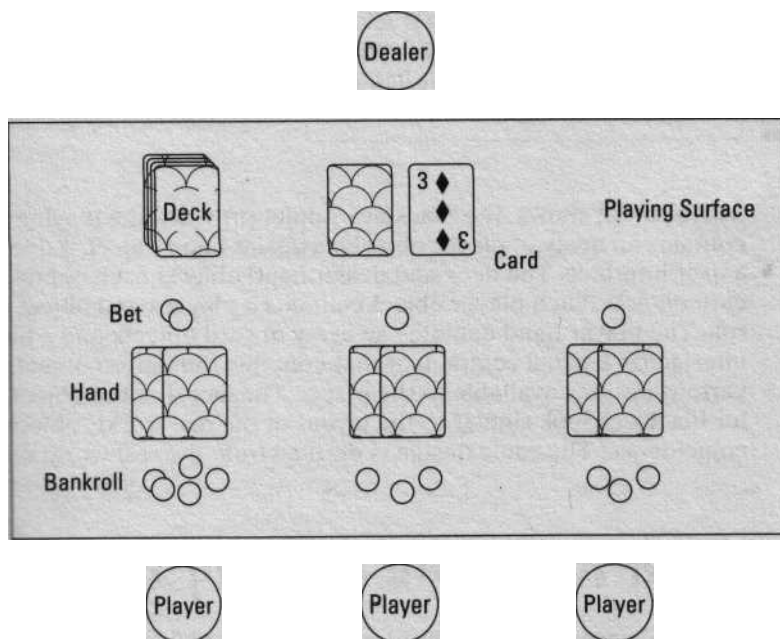 Dealer
Deck
3
3
Card
Playing Surface
Bet
Hand
Bankroll
Player
Player
Player